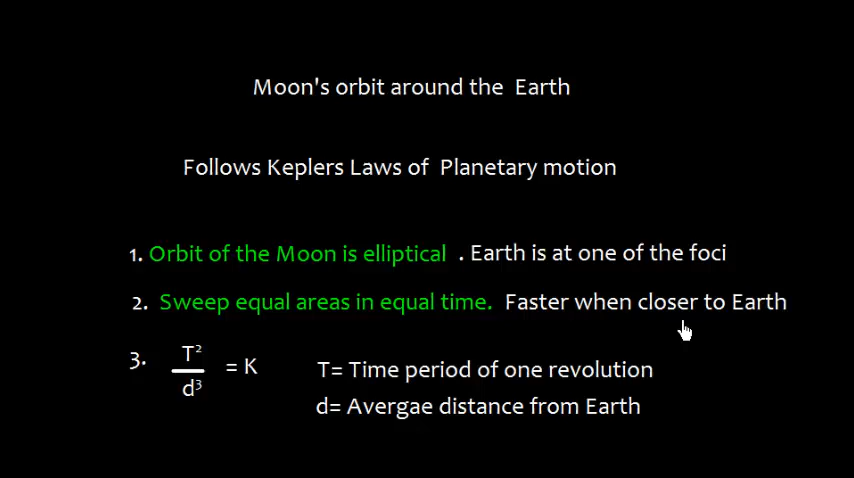 Moon's orbit around the Earth
Follows Keplers Laws of Planetary motion
1. Orbit of the Moon is elliptical . Earth is at one of the foci
2. Sweep equal areas in equal time. Faster when closer to Earth
3. T²/d³ = K
T= Time period of one revolution
d= Avergae distance from Earth